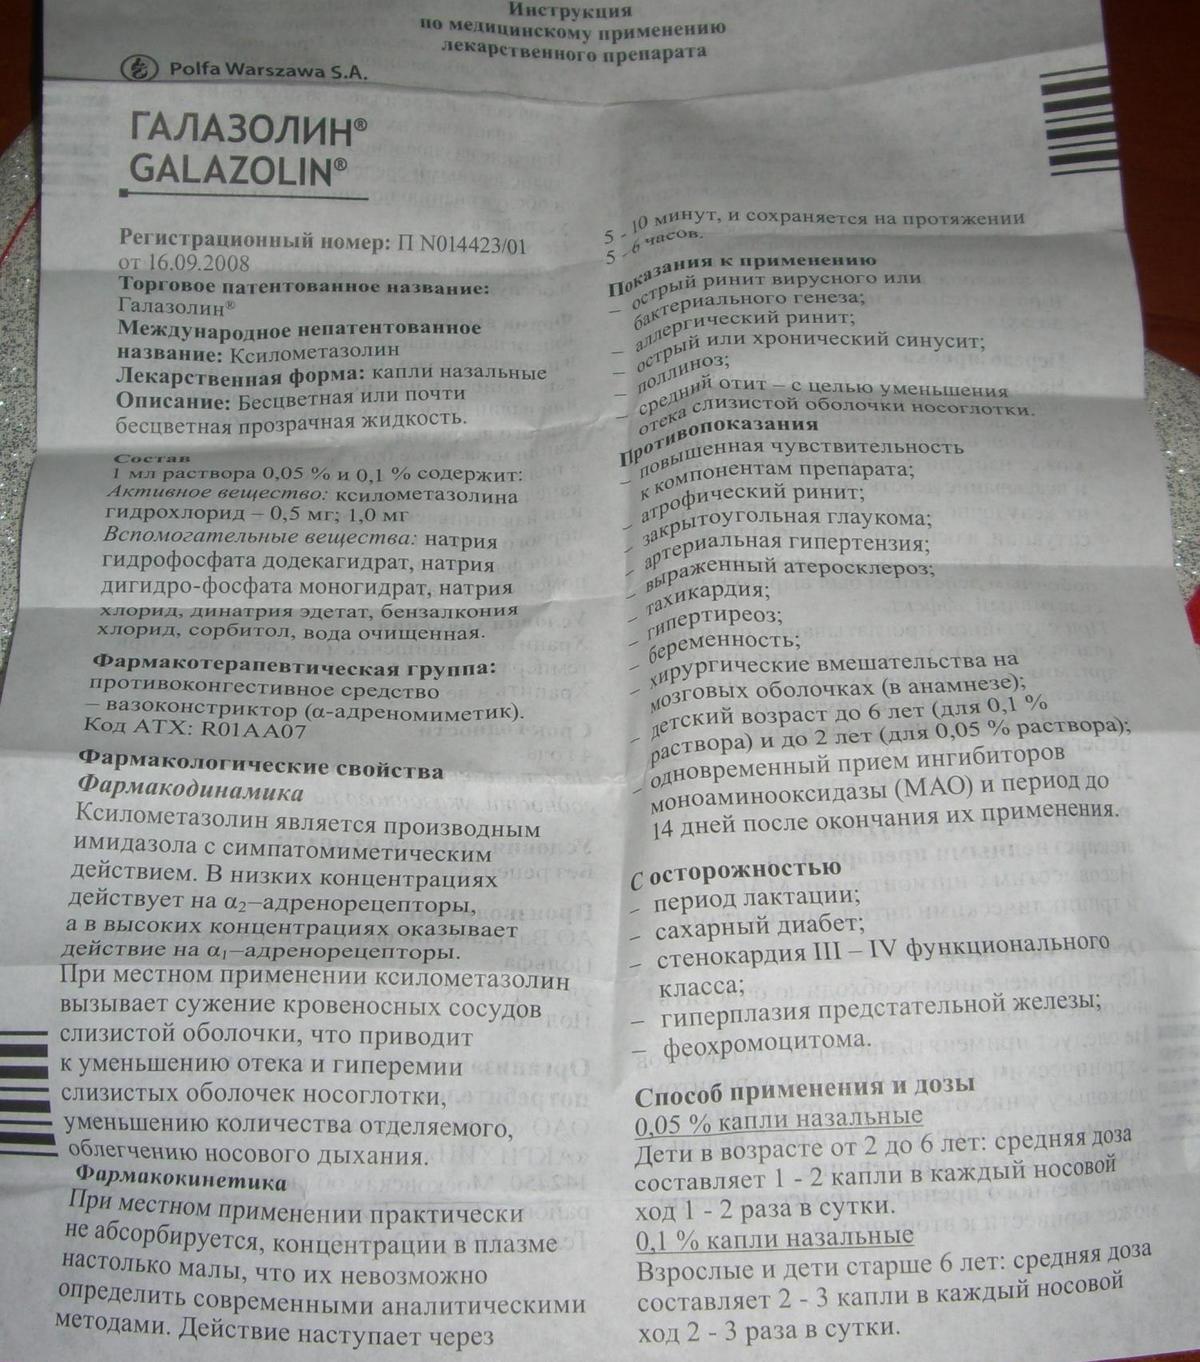 Инструкция
по медицинскому применению
лекарственного препарата
Polfa Warszawa S.A.
ГАЛАЗОЛИН®
GALAZOLIN®
Регистрационный номер: П N014423/01
от 16.09.2008
Торговое патентованное название:
Галазолин®
Международное непатентованное
название: Ксилометазолин
Лекарственная форма: капли назальные
Описание: Бесцветная или почти
бесцветная прозрачная жидкость.
Состав
1 мл раствора 0,05 % и 0,1 % содержит:
Активное вещество: ксилометазолина
гидрохлорид – 0,5 мг; 1,0 мг
Вспомогательные вещества: натрия
гидрофосфата додекагидрат, натрия
дигидро-фосфата моногидрат, натрия
хлорид, динатрия эдетат, бензалкония
хлорид, сорбитол, вода очищенная.
Фармакотерапевтическая группа:
противоконгестивное средство
– вазоконстриктор (α-адреномиметик).
Код АТХ: R01AA07
Фармакологические свойства
Фармакодинамика
Ксилометазолин является производным
имидазола с симпатомиметическим
действием. В низких концентрациях
действует на α2–адренорецепторы,
а в высоких концентрациях оказывает
действие на α1–адренорецепторы.
При местном применении ксилометазолин
вызывает сужение кровеносных сосудов
слизистой оболочки, что приводит
к уменьшению отека и гиперемии
слизистых оболочек носоглотки,
уменьшению количества отделяемого,
облегчению носового дыхания.
Фармакокинетика
При местном применении практически
не абсорбируется, концентрации в плазме
настолько малы, что их невозможно
определить современными аналитическими
методами. Действие наступает через
5 - 10 минут, и сохраняется на протяжении
5 - 6 часов.
Показания к применению
– острый ринит вирусного или
бактериального генеза;
– аллергический ринит;
– острый или хронический синусит;
– поллиноз;
– средний отит – с целью уменьшения
отека слизистой оболочки носоглотки.
Противопоказания
– повышенная чувствительность
к компонентам препарата;
– атрофический ринит;
– закрытоугольная глаукома;
– артериальная гипертензия;
– выраженный атеросклероз;
– тахикардия;
– гипертиреоз;
– беременность;
– хирургические вмешательства на
мозговых оболочках (в анамнезе);
– детский возраст до 6 лет (для 0,1 %
раствора) и до 2 лет (для 0,05 % раствора);
– одновременный прием ингибиторов
моноаминооксидазы (МАО) и период до
14 дней после окончания их применения.
С осторожностью
– период лактации;
– сахарный диабет;
– стенокардия III – IV функционального
класса;
– гиперплазия предстательной железы;
– феохромоцитома.
Способ применения и дозы
0,05 % капли назальные
Дети в возрасте от 2 до 6 лет: средняя доза
составляет 1 - 2 капли в каждый носовой
ход 1 - 2 раза в сутки.
0,1 % капли назальные
Взрослые и дети старше 6 лет: средняя доза
составляет 2 - 3 капли в каждый носовой
ход 2 - 3 раза в сутки.